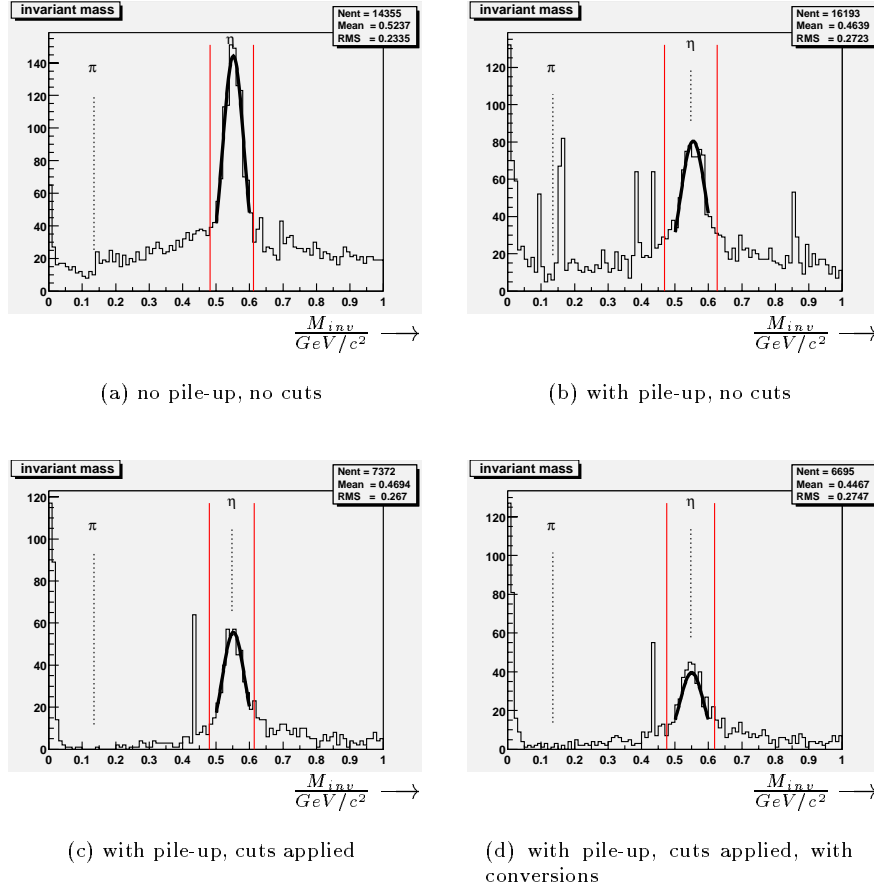 invariant mass
Nent = 14355
Mean = 0.5237
RMS = 0.2335
η
π
140
120
100
80
60
40
20
0
0 0.1 0.2 0.3 0.4 0.5 0.6 0.7 0.8 0.9 1
M_inv / GeV/c² →
(a) no pile-up, no cuts
invariant mass
Nent = 16193
Mean = 0.4639
RMS = 0.2723
η
π
120
100
80
60
40
20
0
0 0.1 0.2 0.3 0.4 0.5 0.6 0.7 0.8 0.9 1
M_inv / GeV/c² →
(b) with pile-up, no cuts
invariant mass
Nent = 7372
Mean = 0.4694
RMS = 0.267
η
π
120
100
80
60
40
20
0
0 0.1 0.2 0.3 0.4 0.5 0.6 0.7 0.8 0.9 1
M_inv / GeV/c² →
(c) with pile-up, cuts applied
invariant mass
Nent = 6695
Mean = 0.4467
RMS = 0.2747
η
π
120
100
80
60
40
20
0
0 0.1 0.2 0.3 0.4 0.5 0.6 0.7 0.8 0.9 1
M_inv / GeV/c² →
(d) with pile-up, cuts applied, with
conversions